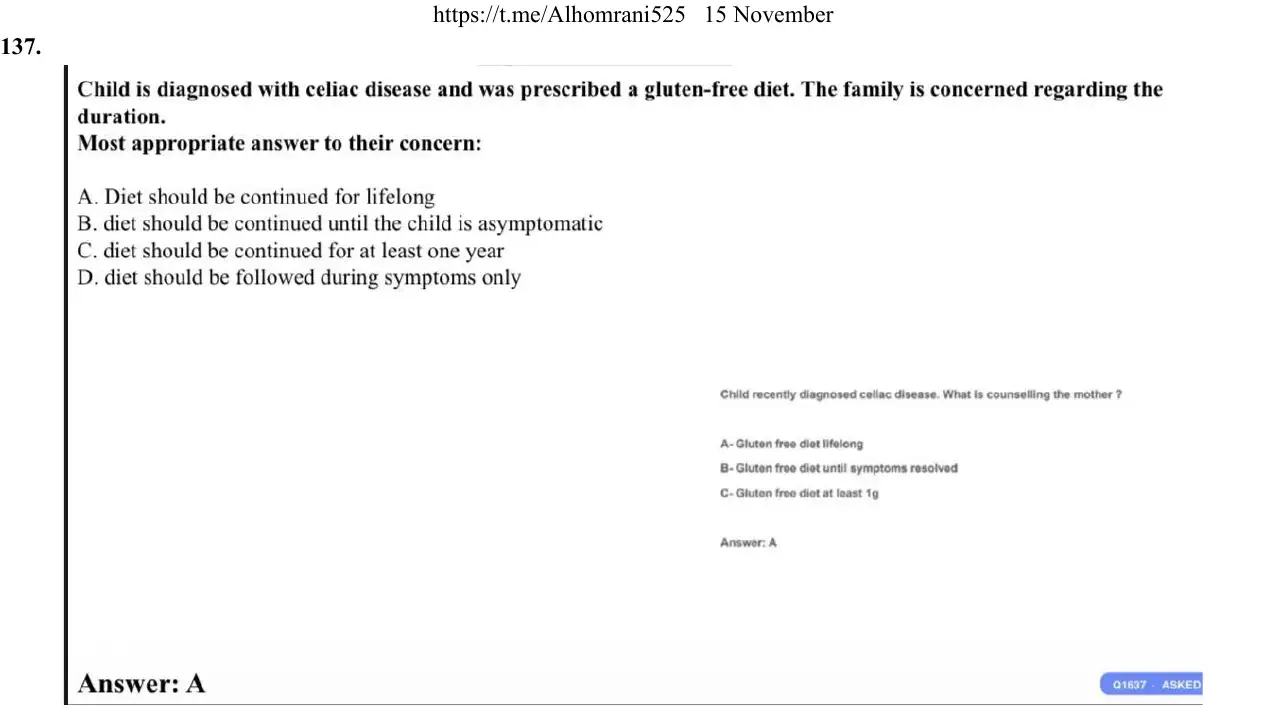 https://t.me/Alhomrani525 15 November
137.
Child is diagnosed with celiac disease and was prescribed a gluten-free diet. The family is concerned regarding the
duration.
Most appropriate answer to their concern:
A. Diet should be continued for lifelong
B. diet should be continued until the child is asymptomatic
C. diet should be continued for at least one year
D. diet should be followed during symptoms only
Child recently diagnosed celiac disease. What is counselling the mother ?
A- Gluten free diet lifelong
B- Gluten free diet until symptoms resolved
C- Gluten free diet at least 1g
Answer: A
Answer: A
Q1637 - ASKED